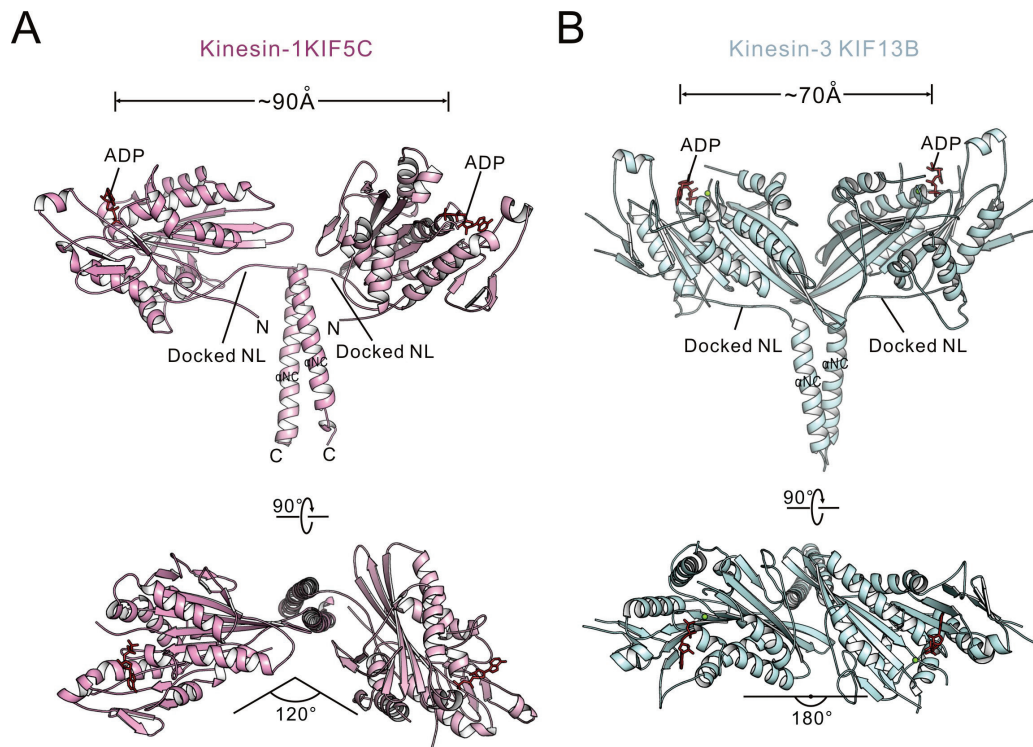 A
Kinesin-1KIF5C
~90Å
ADP
ADP
N
N
Docked NL
Docked NL
αNC
αNC
C
C
90°
120°
B
Kinesin-3 KIF13B
~70Å
ADP
ADP
Docked NL
Docked NL
αNC
αNC
90°
180°